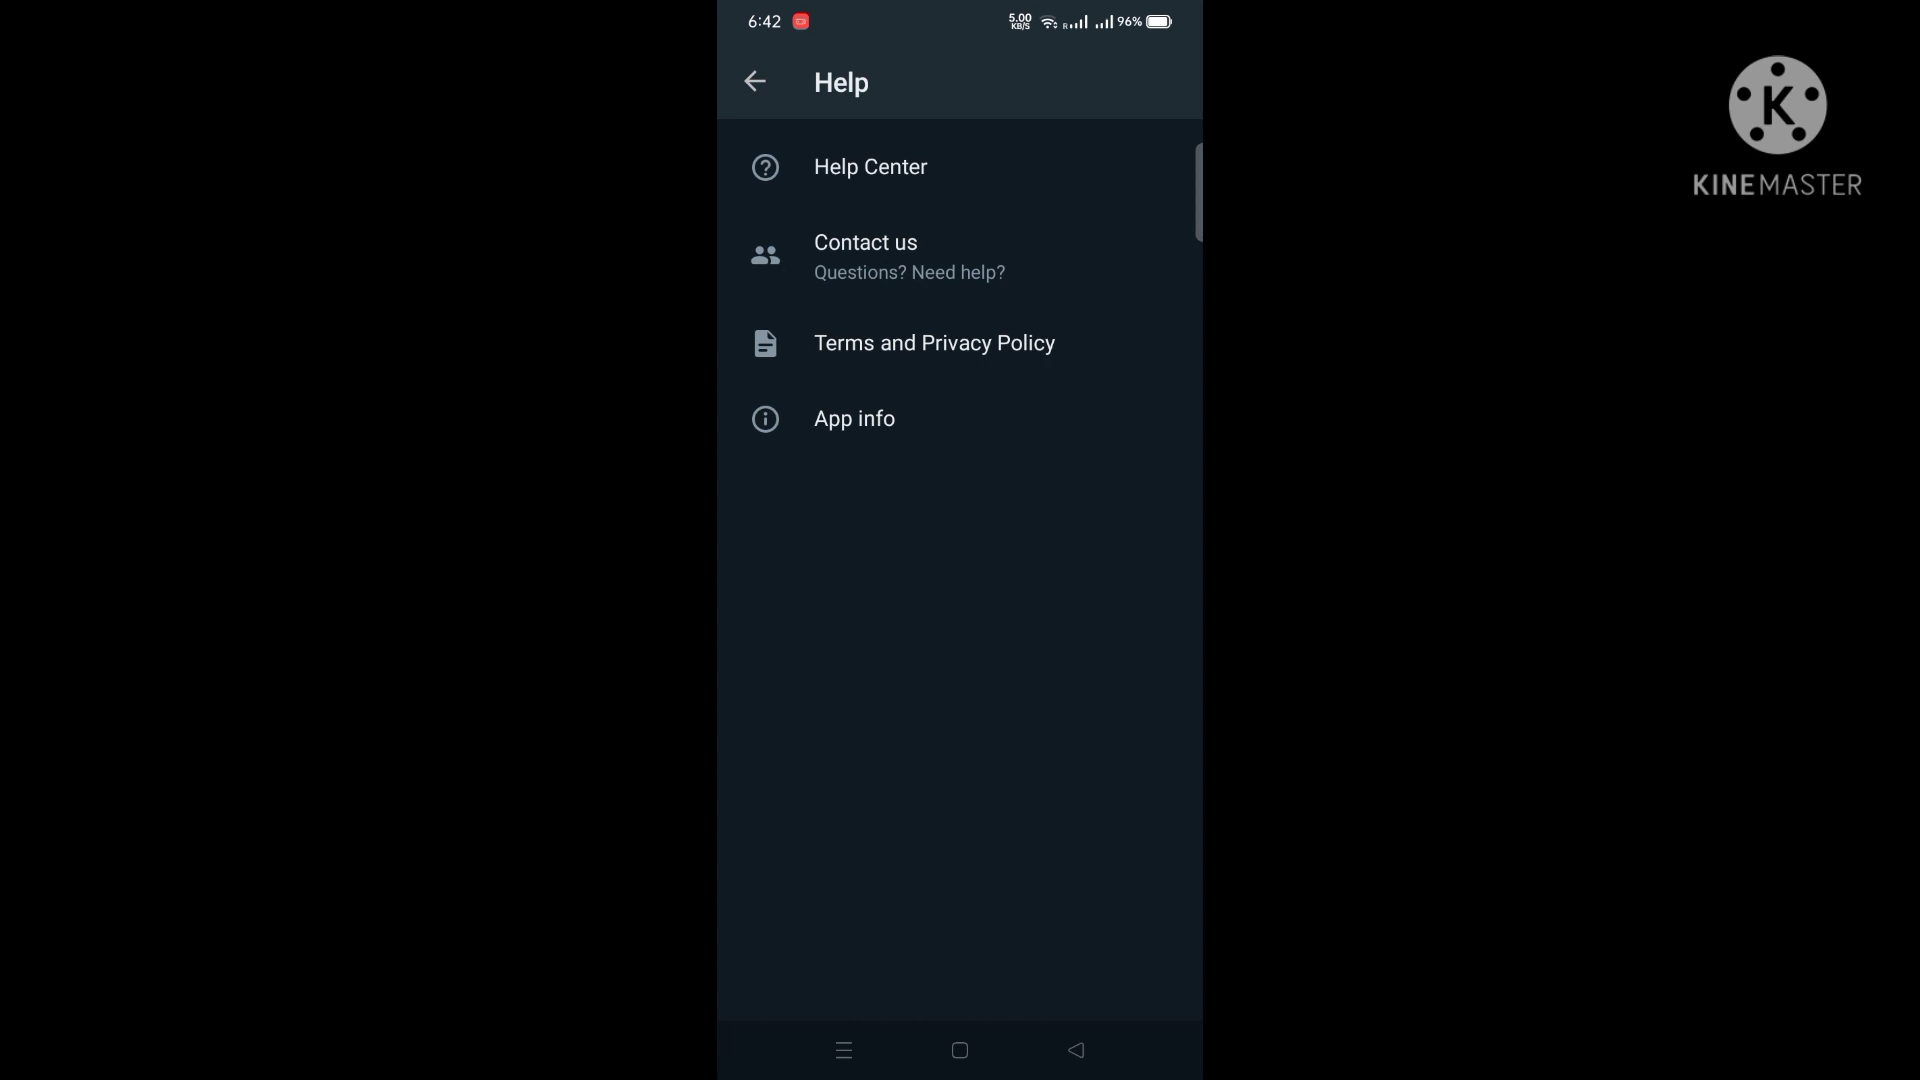 6:42
5.00
KB/S
R
96%
Help
K
KINEMASTER
Help Center
Contact us
Questions? Need help?
Terms and Privacy Policy
App info